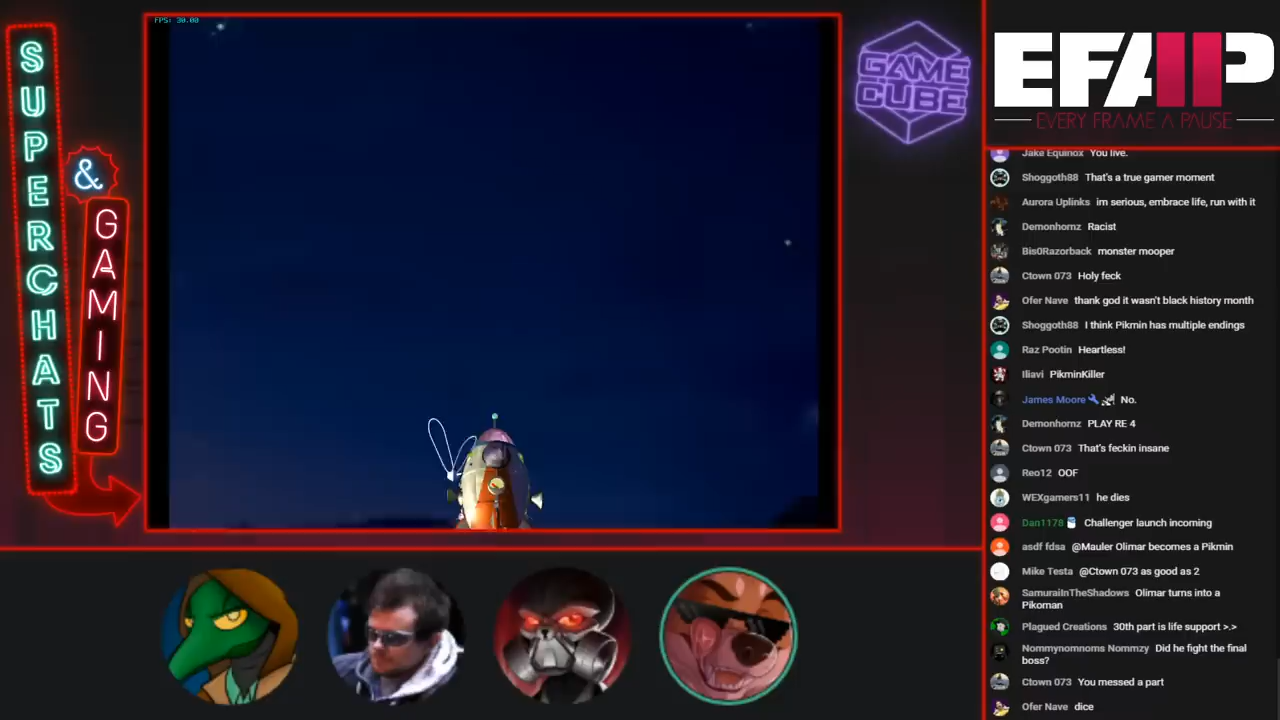 FPS: 30.00
SUPERCHATS
&
GAMING
GAME
CUBE
EFAP
EVERY FRAME A PAUSE
Jake Equinox You live.
Shoggoth88 That's a true gamer moment
Aurora Uplinks im serious, embrace life, run with it
Demonhornz Racist
Bis0Razorback monster mooper
Ctown 073 Holy feck
Ofer Nave thank god it wasn't black history month
Shoggoth88 I think Pikmin has multiple endings
Raz Pootin Heartless!
Iliavi PikminKiller
James Moore No.
Demonhornz PLAY RE 4
Ctown 073 That's feckin insane
Reo12 OOF
WEXgamers11 he dies
Dan1178 Challenger launch incoming
asdf fdsa @Mauler Olimar becomes a Pikmin
Mike Testa @Ctown 073 as good as 2
SamuraiInTheShadows Olimar turns into a
Pikoman
Plagued Creations 30th part is life support >.>
Nommynomnoms Nommzy Did he fight the final
boss?
Ctown 073 You messed a part
Ofer Nave dice